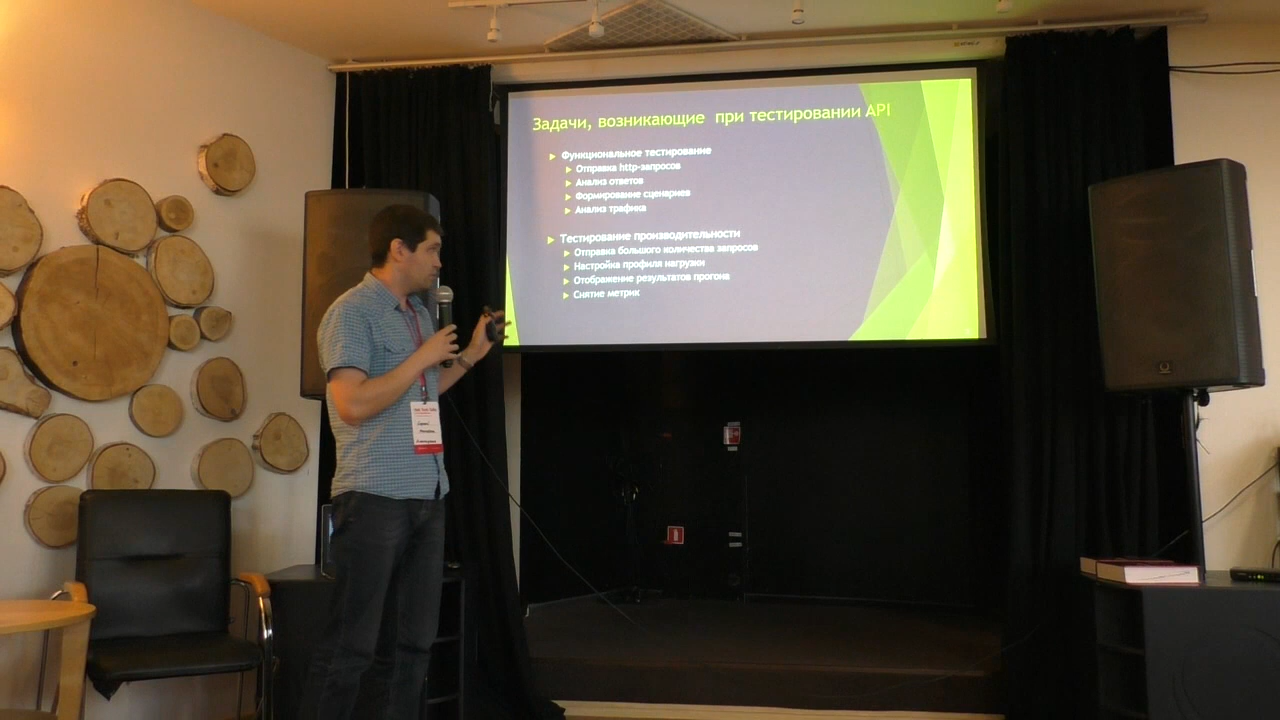 Задачи, возникающие при тестировании API
Функциональное тестирование
Отправка http-запросов
Анализ ответов
Формирование сценариев
Анализ трафика
Тестирование производительности
Отправка большого количества запросов
Настройка профиля нагрузки
Отображение результатов прогона
Снятие метрик